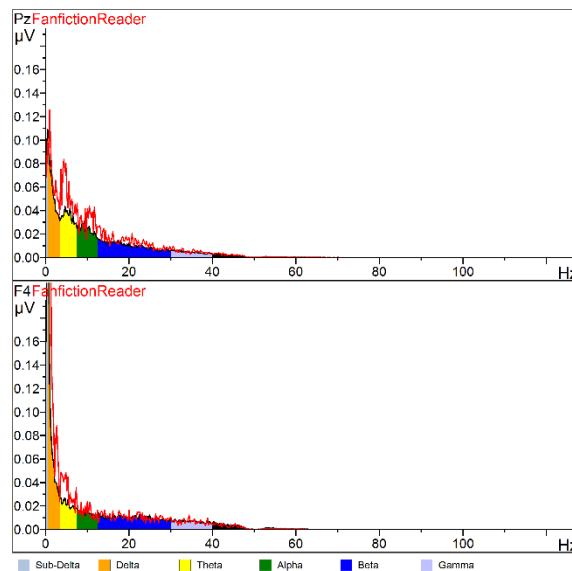 PzFanfictionReader
µV
0.16
0.14
0.12
0.10
0.08
0.06
0.04
0.02
0.00
0 20 40 60 80 100 Hz
F4FanfictionReader
µV
0.16
0.14
0.12
0.10
0.08
0.06
0.04
0.02
0.00
0 20 40 60 80 100 Hz
Sub-Delta Delta Theta Alpha Beta Gamma